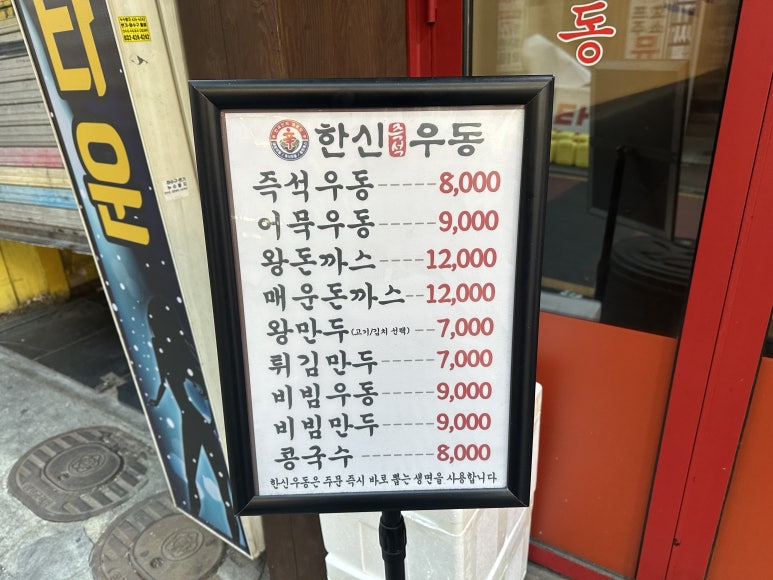 타운
동
한신즉석우동
즉석우동-----8,000
어묵우동-----9,000
왕돈까스-----12,000
매운돈까스--12,000
왕만두(고기/김치 선택)--7,000
튀김만두-----7,000
비빔우동-----9,000
비빔만두-----9,000
콩국수-----8,000
한신우동은 주문 즉시 바로 뽑는 생면을 사용합니다